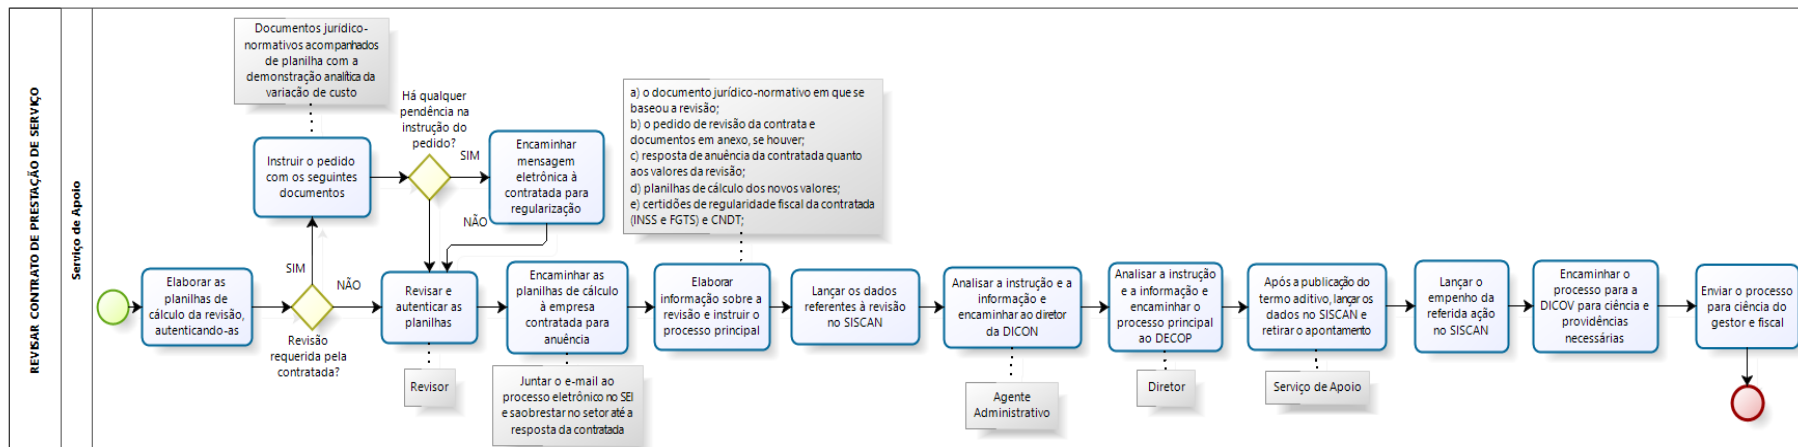 REVISAR CONTRATO DE PRESTAÇÃO DE SERVIÇO
Serviço de Apoio
Elaborar as
planilhas de
cálculo da revisão,
autenticando-as
Revisão
requerida pela
contratada?
SIM
NÃO
Documentos jurídico-
normativos acompanhados
de planilha com a
demonstração analítica da
variação de custo
Instruir o pedido
com os seguintes
documentos
Há qualquer
pendência na
instrução do
pedido?
SIM
NÃO
Encaminhar
mensagem
eletrônica à
contratada para
regularização
Revisar e
autenticar as
planilhas
Revisor
Encaminhar as
planilhas de cálculo
à empresa
contratada para
anuência
Juntar o e-mail ao
processo eletrônico no SEI
e saobrestar no setor até a
resposta da contratada
a) o documento jurídico-normativo em que se
baseou a revisão;
b) o pedido de revisão da contrata e
documentos em anexo, se houver;
c) resposta de anuência da contratada quanto
aos valores da revisão;
d) planilhas de cálculo dos novos valores;
e) certidões de regularidade fiscal da contratada
(INSS e FGTS) e CNDT;
Elaborar
informação sobre a
revisão e instruir o
processo principal
Lançar os dados
referentes à revisão
no SISCAN
Analisar a instrução e a
informação e
encaminhar ao diretor
da DICON
Agente
Administrativo
Analisar a instrução
e a informação e
encaminhar o
processo principal
ao DECOP
Diretor
Após a publicação do
termo aditivo, lançar os
dados no SISCAN e
retirar o apontamento
Serviço de Apoio
Lançar o
empenho da
referida ação
no SISCAN
Encaminhar o
processo para a
DICOV para ciência e
providências
necessárias
Enviar o processo
para ciência do
gestor e fiscal